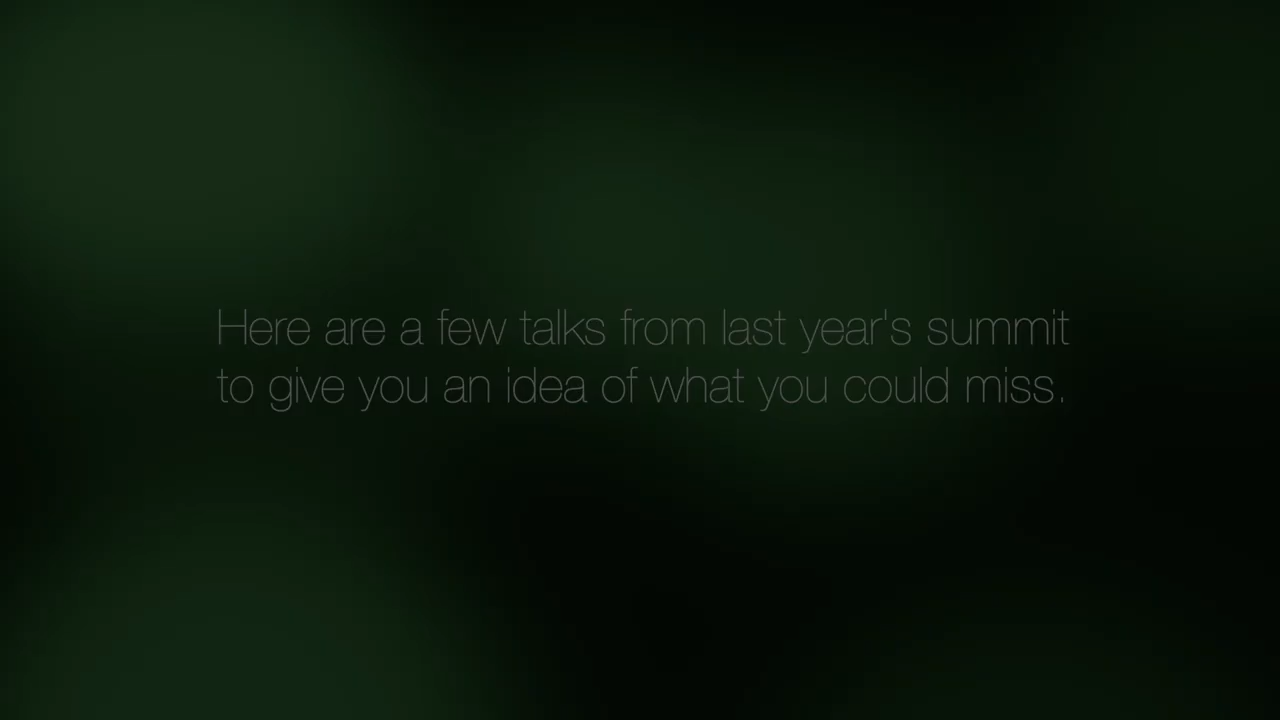 Here are a few talks from last year's summit
to give you an idea of what you could miss.